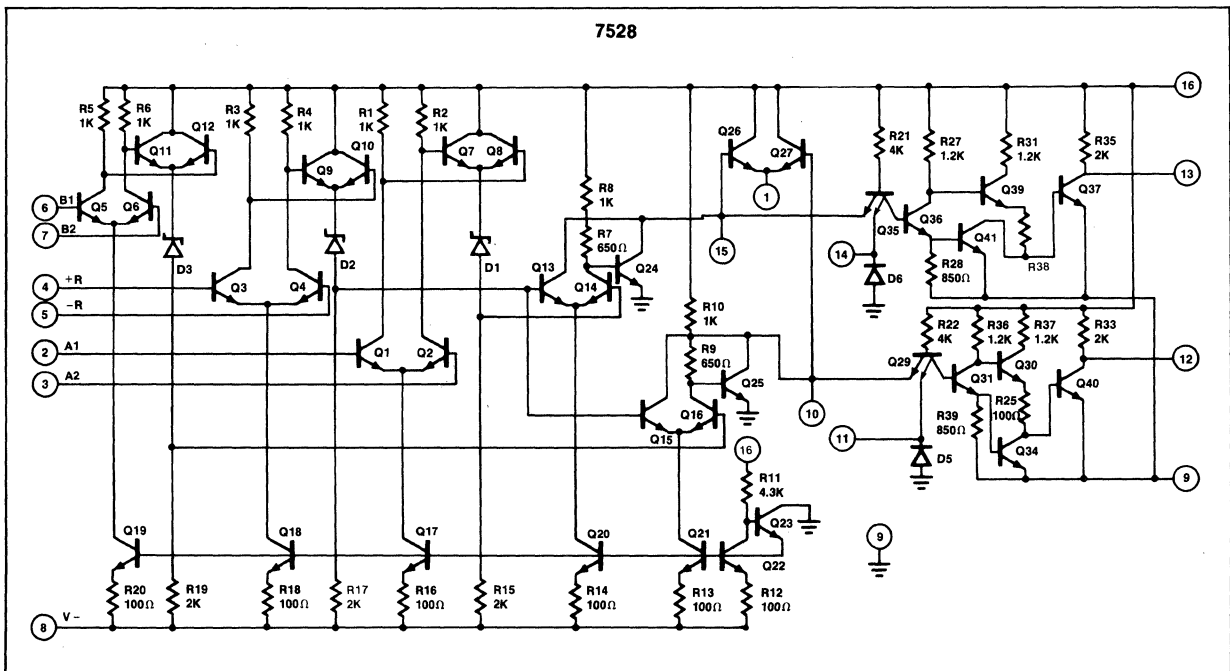 7528
16
R5
1K
R6
1K
Q12
Q11
R3
1K
R4
1K
Q10
Q9
R1
1K
R2
1K
Q7
Q8
R8
1K
R7
650Ω
Q24
Q26
Q27
1
15
R21
4K
R27
1.2K
R31
1.2K
R35
2K
Q39
Q37
13
Q35
Q36
Q41
R28
850Ω
R38
14
D6
6
B1
7
B2
Q5
Q6
D3
D2
D1
4
+R
5
-R
Q3
Q4
Q13
Q14
2
A1
3
A2
Q1
Q2
R10
1K
R9
650Ω
Q25
Q15
Q16
10
R22
4K
R36
1.2K
R37
1.2K
R33
2K
Q29
Q31
Q30
Q40
12
R25
100Ω
R39
850Ω
Q34
11
D5
9
16
R11
4.3K
Q23
9
Q19
Q18
Q17
Q20
Q21
Q22
R20
100Ω
R19
2K
R18
100Ω
R17
2K
R16
100Ω
R15
2K
R14
100Ω
R13
100Ω
R12
100Ω
8
V-